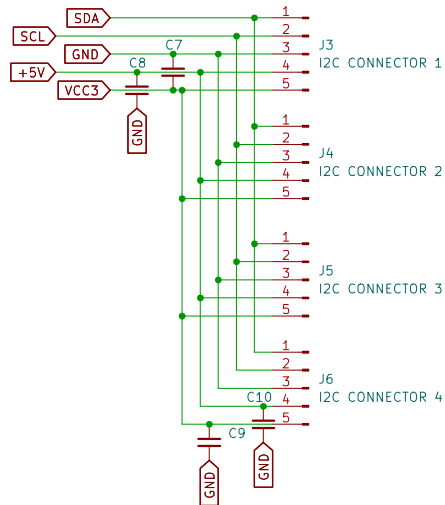 SDA
1
SCL
2
J3
GND
C7
3
I2C CONNECTOR 1
+5V
C8
4
VCC3
5
GND
1
2
J4
3
I2C CONNECTOR 2
4
5
1
2
J5
3
I2C CONNECTOR 3
4
5
1
2
J6
3
I2C CONNECTOR 4
C10
4
5
C9
GND
GND